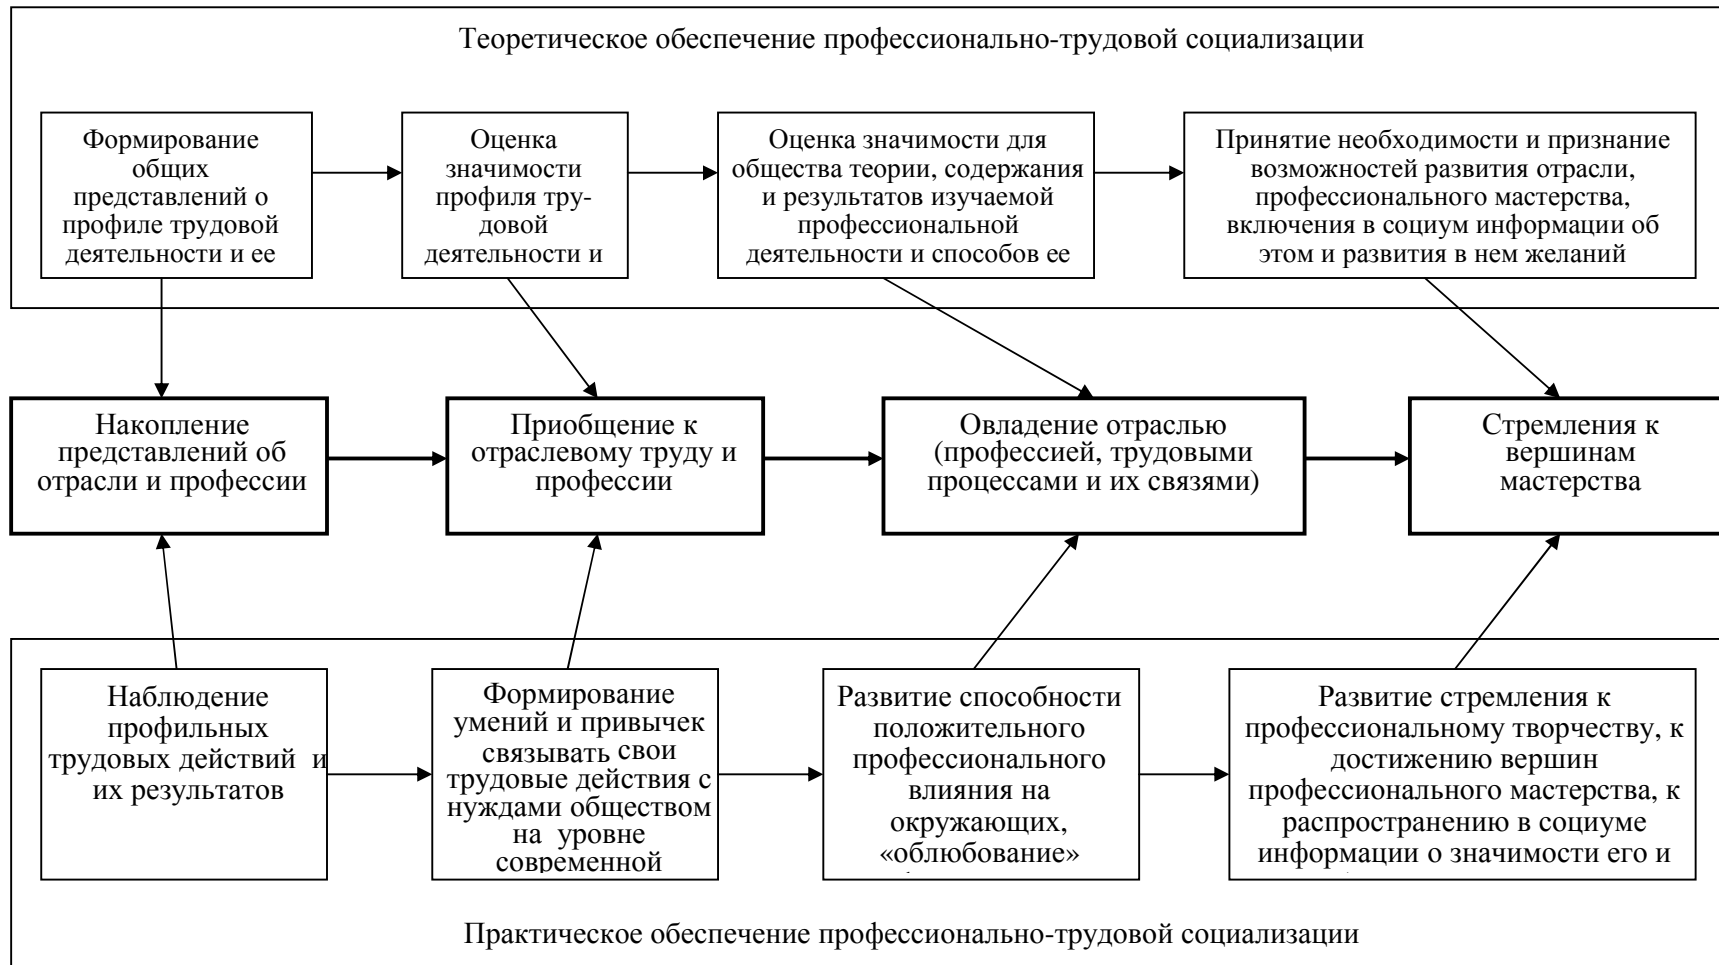 Теоретическое обеспечение профессионально-трудовой социализации
Формирование
общих
представлений о
профиле трудовой
деятельности и ее
Оценка
значимости
профиля тру-
довой
деятельности и
Оценка значимости для
общества теории, содержания
и результатов изучаемой
профессиональной
деятельности и способов ее
Принятие необходимости и признание
возможностей развития отрасли,
профессионального мастерства,
включения в социум информации об
этом и развития в нем желаний
Накопление
представлений об
отрасли и профессии
Приобщение к
отраслевому труду и
профессии
Овладение отраслью
(профессией, трудовыми
процессами и их связями)
Стремления к
вершинам
мастерства
Наблюдение
профильных
трудовых действий и
их результатов
Формирование
умений и привычек
связывать свои
трудовые действия с
нуждами обществом
на уровне
современной
Развитие способности
положительного
профессионального
влияния на
окружающих,
«облюбование»
Развитие стремления к
профессиональному творчеству, к
достижению вершин
профессионального мастерства, к
распространению в социуме
информации о значимости его и
Практическое обеспечение профессионально-трудовой социализации